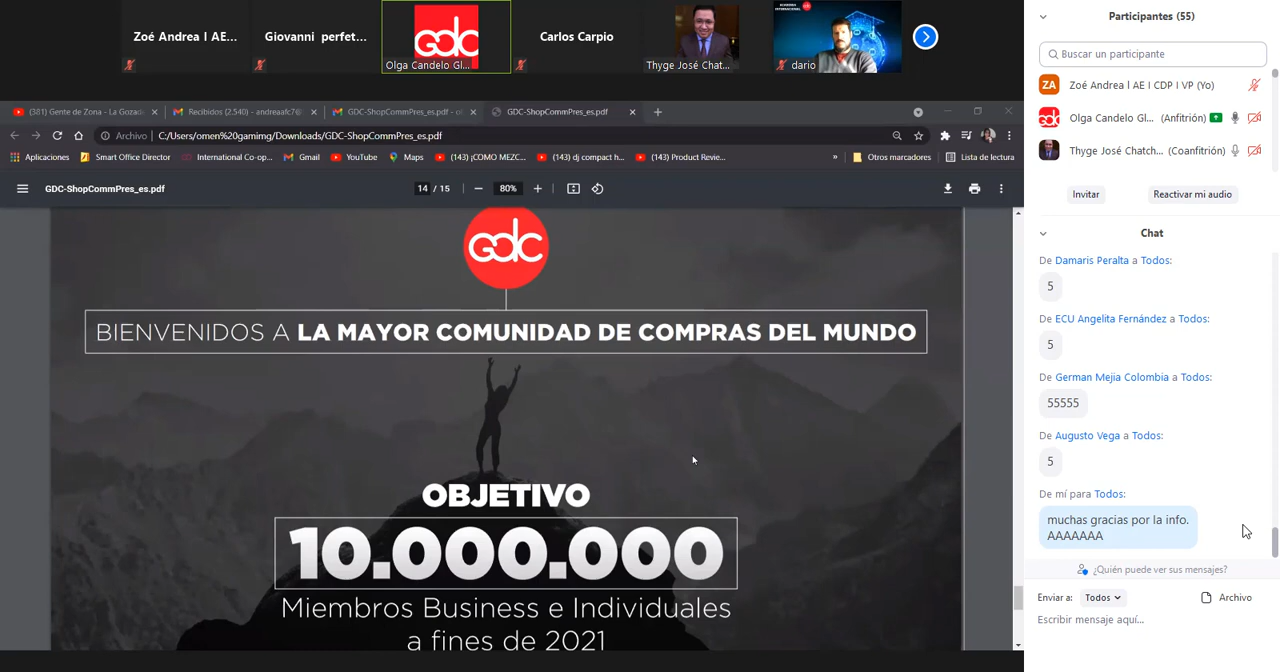 Zoé Andrea l AE...
Giovanni perfet...
gdc
Olga Candelo Gl...
Carlos Carpio
Thyge José Chat...
dario
Participantes (55)
Buscar un participante
ZA
Zoé Andrea l AE l CDP l VP (Yo)
gdc
Olga Candelo Gl... (Anfitrión)
Thyge José Chatch... (Coanfitrión)
Invitar
Reactivar mi audio
(381) Gente de Zona - La Gozad
Recibidos (2.540) - andreaafc7@
GDC-ShopCommPres_es.pdf - ol
GDC-ShopCommPres_es.pdf
Archivo
C:/Users/omen%20gamimg/Downloads/GDC-ShopCommPres_es.pdf
Aplicaciones
Smart Office Director
International Co-op...
Gmail
YouTube
Maps
(143) ¡COMO MEZC...
(143) dj compact h...
(143) Product Revie...
»
Otros marcadores
Lista de lectura
GDC-ShopCommPres_es.pdf
14 / 15
80%
gdc
BIENVENIDOS A LA MAYOR COMUNIDAD DE COMPRAS DEL MUNDO
OBJETIVO
10.000.000
Miembros Business e Individuales
a fines de 2021
Chat
De Damaris Peralta a Todos:
5
De ECU Angelita Fernández a Todos:
5
De German Mejia Colombia a Todos:
55555
De Augusto Vega a Todos:
5
De mí para Todos:
muchas gracias por la info.
AAAAAAA
¿Quién puede ver sus mensajes?
Enviar a: Todos
Archivo
Escribir mensaje aquí...